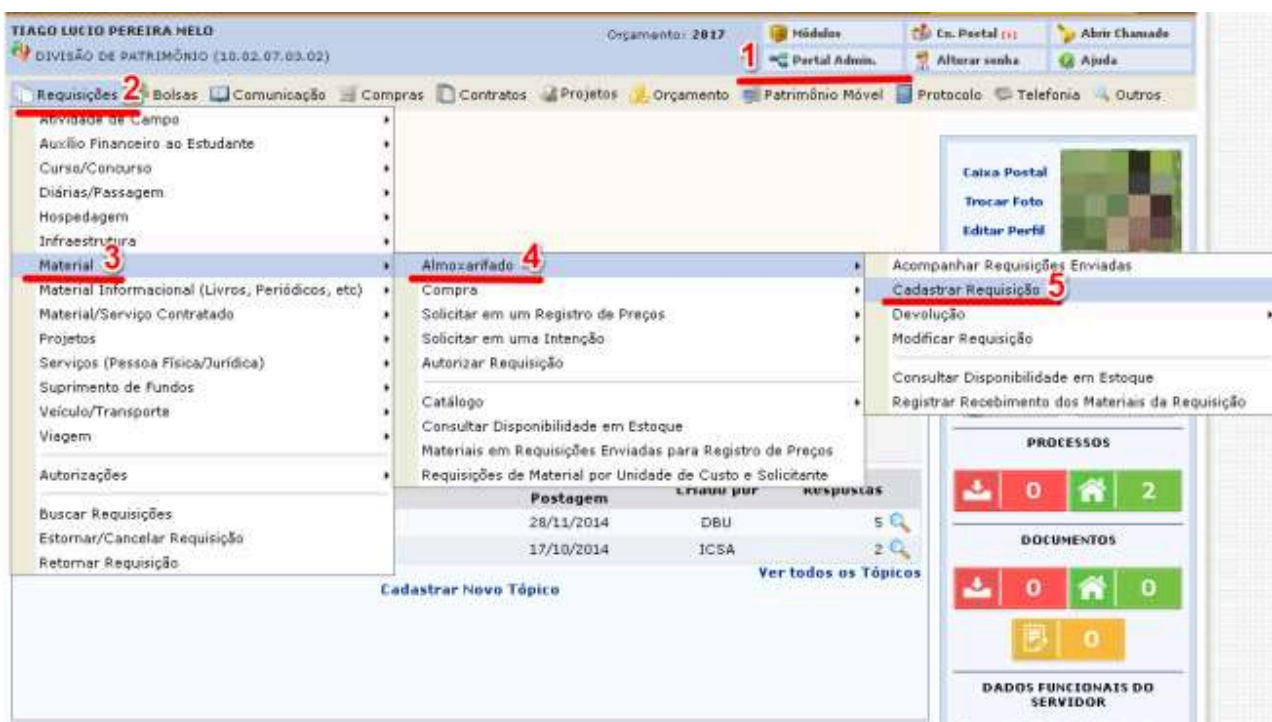 TIAGO LUCIO PEREIRA MELO
Orçamento: 2017
Módulos
Cx. Postal
Abrir Chamado
DIVISÃO DE PATRIMÔNIO (10.02.07.03.02)
1
Portal Admin.
Alterar senha
Ajuda
Requisições 2 Bolsas Comunicação Compras Contratos Projetos Orçamento Patrimônio Móvel Protocolo Telefonia Outros
Atividade de Campo
Auxílio Financeiro ao Estudante
Curso/Concurso
Diárias/Passagem
Hospedagem
Infraestrutura
Material 3
Material Informacional (Livros, Periódicos, etc)
Material/Serviço Contratado
Projetos
Serviços (Pessoa Física/Jurídica)
Suprimento de Fundos
Veículo/Transporte
Viagem
Autorizações
Buscar Requisições
Estornar/Cancelar Requisição
Retornar Requisição
Almoxarifado 4
Compra
Solicitar em um Registro de Preços
Solicitar em uma Intenção
Autorizar Requisição
Catálogo
Consultar Disponibilidade em Estoque
Materiais em Requisições Enviadas para Registro de Preços
Requisições de Material por Unidade de Custo e Solicitante
Acompanhar Requisições Enviadas
Cadastrar Requisição 5
Devolução
Modificar Requisição
Consultar Disponibilidade em Estoque
Registrar Recebimento dos Materiais da Requisição
Caixa Postal
Trocar Foto
Editar Perfil
Postagem Criado por Respostas
28/11/2014 DBU 5
17/10/2014 ICSA 2
Ver todos os Tópicos
Cadastrar Novo Tópico
PROCESSOS
0 2
DOCUMENTOS
0 0
0
DADOS FUNCIONAIS DO
SERVIDOR